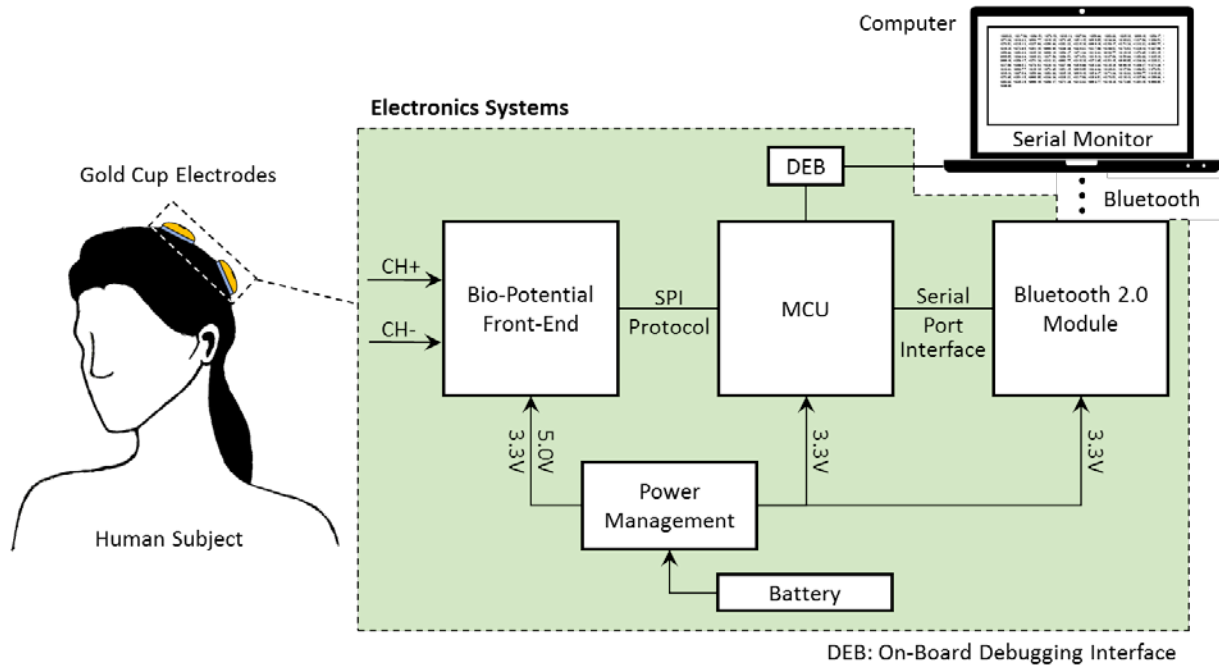 Computer
Serial Monitor
Electronics Systems
DEB
Bluetooth
Gold Cup Electrodes
CH+
CH-
Bio-Potential
Front-End
SPI
Protocol
MCU
Serial
Port
Interface
Bluetooth 2.0
Module
3.3V
5.0V
3.3V
3.3V
Power
Management
Battery
Human Subject
DEB: On-Board Debugging Interface